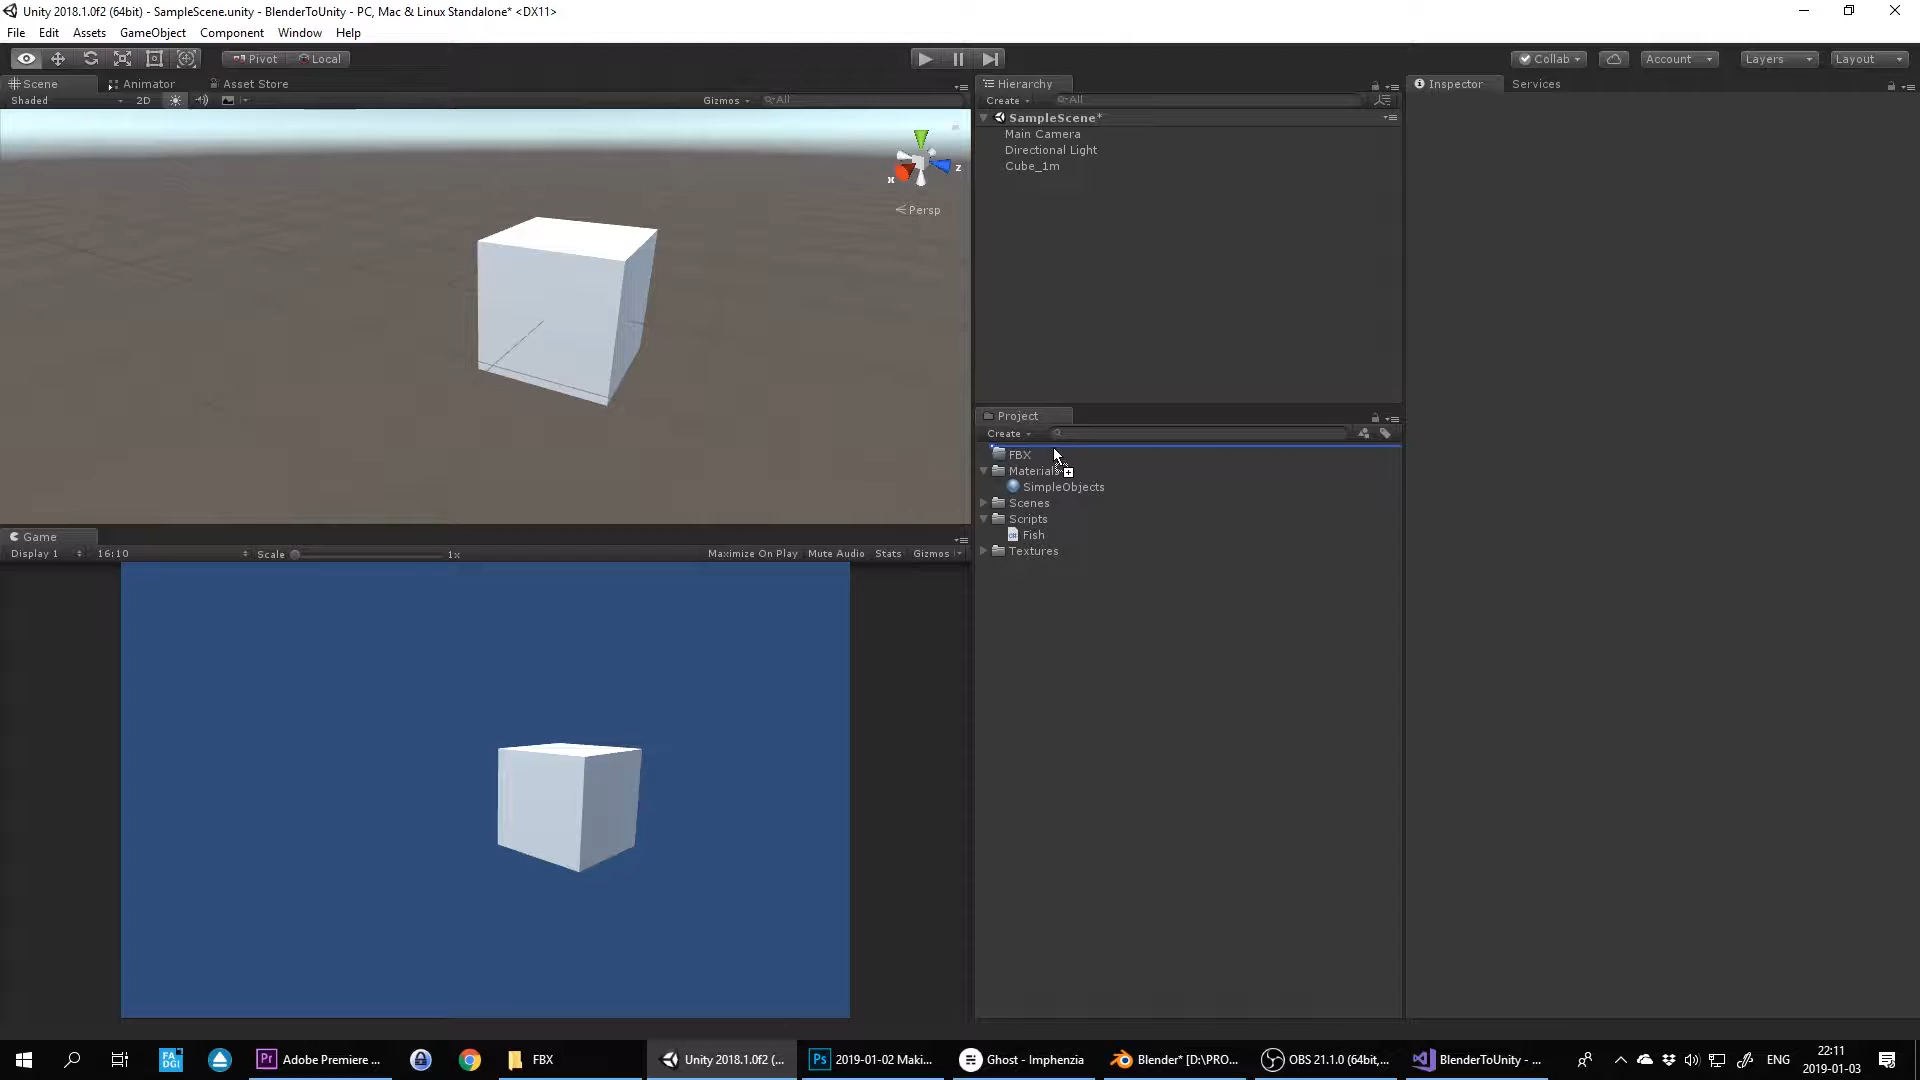 Unity 2018.1.0f2 (64bit) - SampleScene.unity - BlenderToUnity - PC, Mac & Linux Standalone* <DX11>
File Edit Assets GameObject Component Window Help
Pivot Local Collab Account Layers Layout
Scene Animator Asset Store Hierarchy Inspector Services
Shaded 2D Gizmos All Create All
SampleScene*
Main Camera
Directional Light
Cube_1m
x z
Persp
Project
Create
FBX
Materials
SimpleObjects
Scenes
Scripts
Fish
Textures
Game
Display 1 16:10 Scale 1x Maximize On Play Mute Audio Stats Gizmos
FA DGI
Pr Adobe Premiere ... FBX Unity 2018.1.0f2 (... Ps 2019-01-02 Maki... Ghost - Imphenzia Blender* [D:\PRO... OBS 21.1.0 (64bit,... BlenderToUnity - ... ENG 22:11
2019-01-03